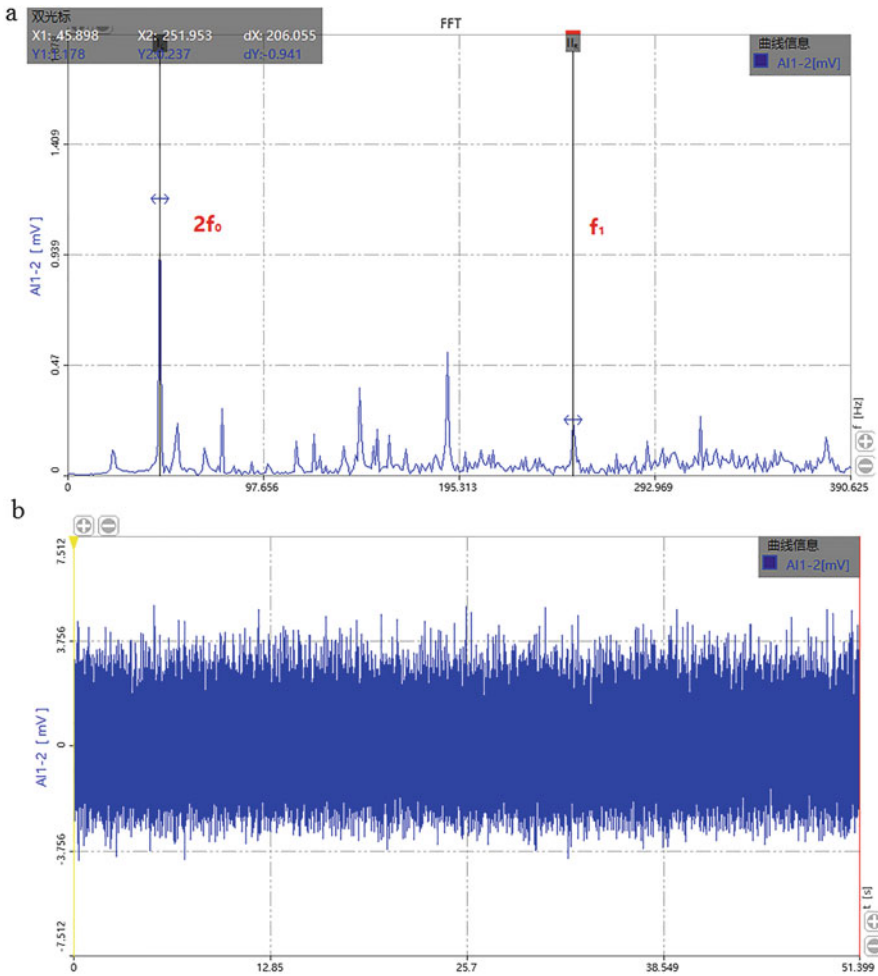 a
双光标
X1: 45.898 X2: 251.953 dX: 206.055
Y1: 1.178 Y2: 0.237 dY: -0.941
FFT
曲线信息
AI1-2[mV]
1.409
0.939
0.47
0
AI1-2 [mV]
2f₀
f₁
f [Hz]
0 97.656 195.313 292.969 390.625
b
曲线信息
AI1-2[mV]
7.512
3.756
0
-3.756
-7.512
AI1-2 [mV]
t [s]
0 12.85 25.7 38.549 51.399